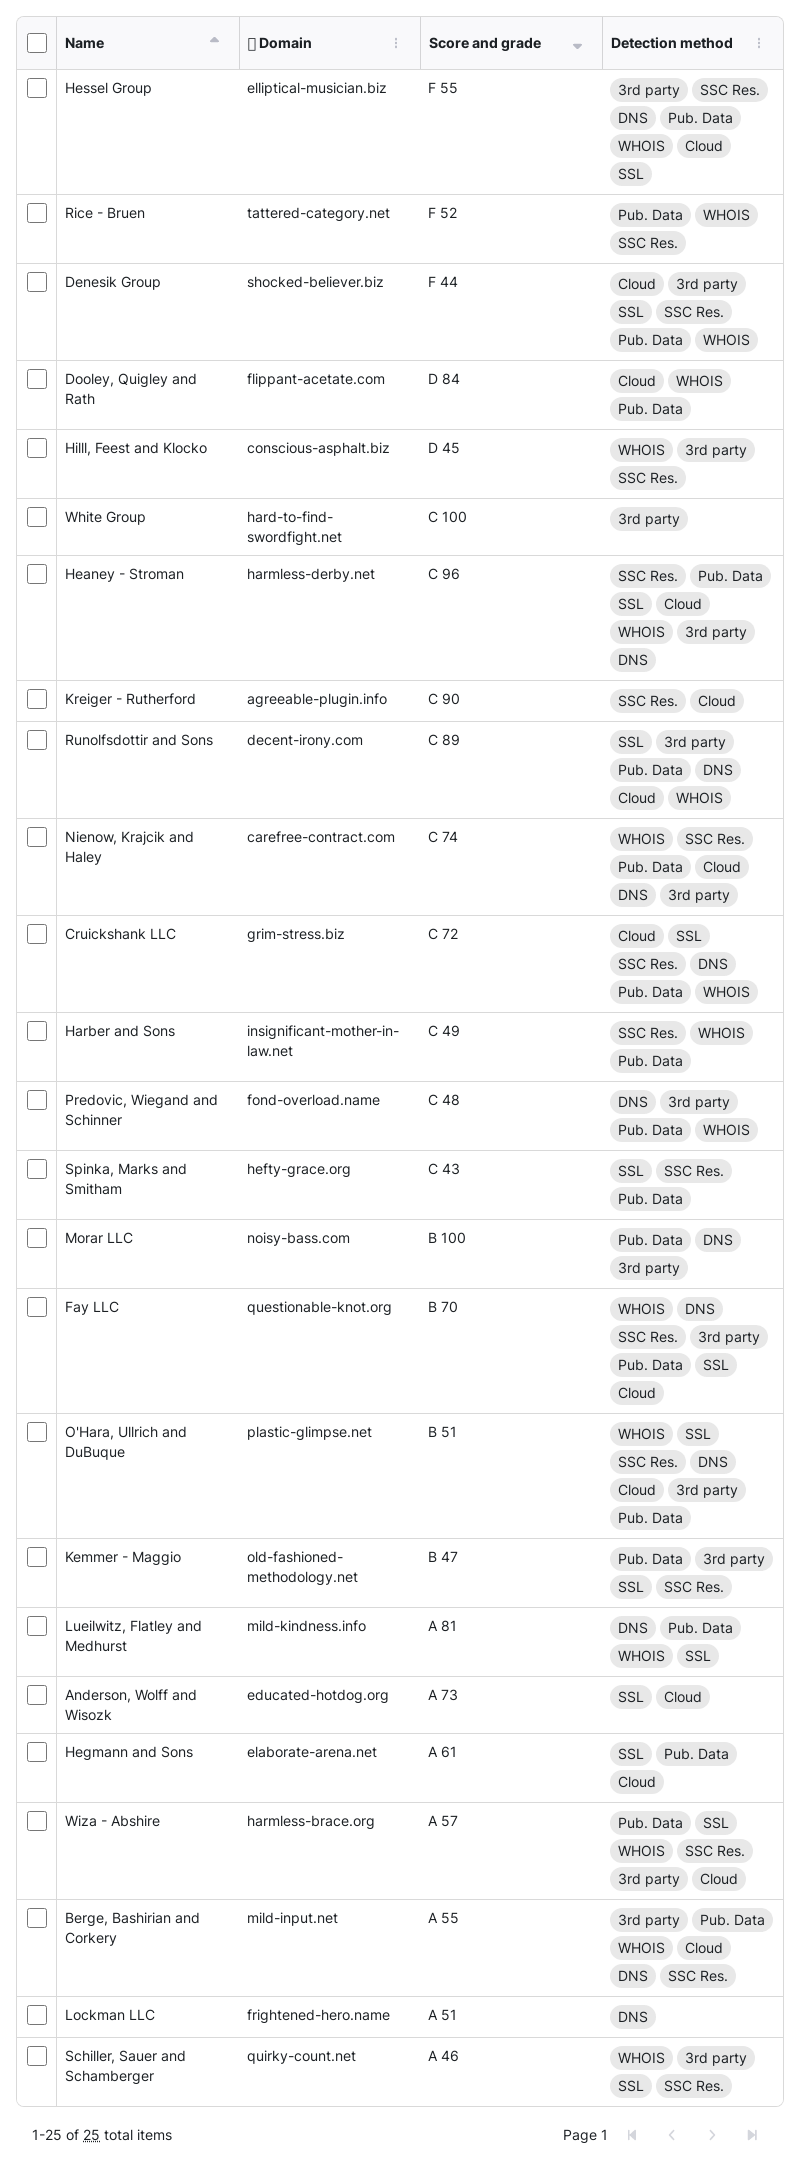 Name Domain Score and grade Detection method
Hessel Group elliptical-musician.biz F 55 3rd party SSC Res.
DNS Pub. Data
WHOIS Cloud
SSL
Rice - Bruen tattered-category.net F 52 Pub. Data WHOIS
SSC Res.
Denesik Group shocked-believer.biz F 44 Cloud 3rd party
SSL SSC Res.
Pub. Data WHOIS
Dooley, Quigley and flippant-acetate.com D 84 Cloud WHOIS
Rath Pub. Data
Hilll, Feest and Klocko conscious-asphalt.biz D 45 WHOIS 3rd party
SSC Res.
White Group hard-to-find- C 100 3rd party
swordfight.net
Heaney - Stroman harmless-derby.net C 96 SSC Res. Pub. Data
SSL Cloud
WHOIS 3rd party
DNS
Kreiger - Rutherford agreeable-plugin.info C 90 SSC Res. Cloud
Runolfsdottir and Sons decent-irony.com C 89 SSL 3rd party
Pub. Data DNS
Cloud WHOIS
Nienow, Krajcik and carefree-contract.com C 74 WHOIS SSC Res.
Haley Pub. Data Cloud
DNS 3rd party
Cruickshank LLC grim-stress.biz C 72 Cloud SSL
SSC Res. DNS
Pub. Data WHOIS
Harber and Sons insignificant-mother-in- C 49 SSC Res. WHOIS
law.net Pub. Data
Predovic, Wiegand and fond-overload.name C 48 DNS 3rd party
Schinner Pub. Data WHOIS
Spinka, Marks and hefty-grace.org C 43 SSL SSC Res.
Smitham Pub. Data
Morar LLC noisy-bass.com B 100 Pub. Data DNS
3rd party
Fay LLC questionable-knot.org B 70 WHOIS DNS
SSC Res. 3rd party
Pub. Data SSL
Cloud
O'Hara, Ullrich and plastic-glimpse.net B 51 WHOIS SSL
DuBuque SSC Res. DNS
Cloud 3rd party
Pub. Data
Kemmer - Maggio old-fashioned- B 47 Pub. Data 3rd party
methodology.net SSL SSC Res.
Lueilwitz, Flatley and mild-kindness.info A 81 DNS Pub. Data
Medhurst WHOIS SSL
Anderson, Wolff and educated-hotdog.org A 73 SSL Cloud
Wisozk
Hegmann and Sons elaborate-arena.net A 61 SSL Pub. Data
Cloud
Wiza - Abshire harmless-brace.org A 57 Pub. Data SSL
WHOIS SSC Res.
3rd party Cloud
Berge, Bashirian and mild-input.net A 55 3rd party Pub. Data
Corkery WHOIS Cloud
DNS SSC Res.
Lockman LLC frightened-hero.name A 51 DNS
Schiller, Sauer and quirky-count.net A 46 WHOIS 3rd party
Schamberger SSL SSC Res.
1-25 of 25 total items Page 1